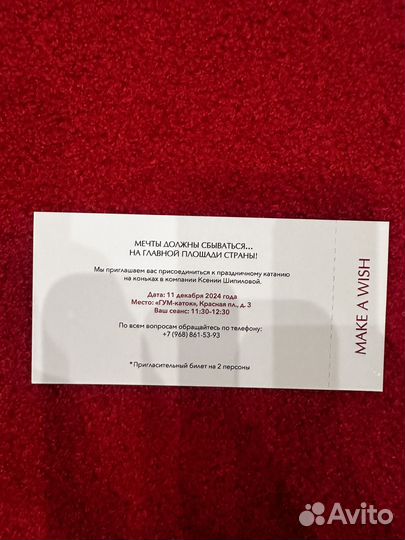 МЕЧТЫ ДОЛЖНЫ СБЫВАТЬСЯ...
НА ГЛАВНОЙ ПЛОЩАДИ СТРАНЫ!
Мы приглашаем вас присоединиться к праздничному катанию
на коньках в компании Ксении Шипиловой.
Дата: 11 декабря 2024 года
Место: «ГУМ-каток», Красная пл., д. 3
Ваш сеанс: 11:30-12:30
По всем вопросам обращайтесь по телефону:
+7 (968) 861-53-93
*Пригласительный билет на 2 персоны
MAKE A WISH
Avito